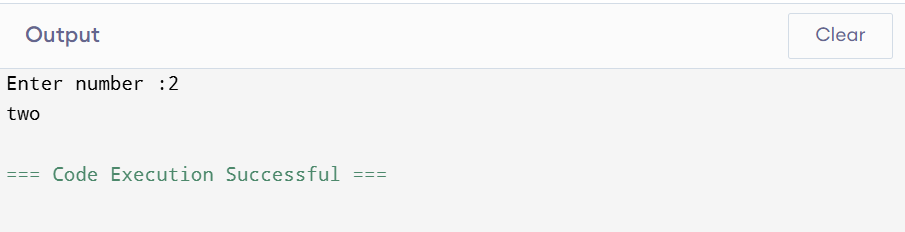 Output
Clear
Enter number :2
two
=== Code Execution Successful ===